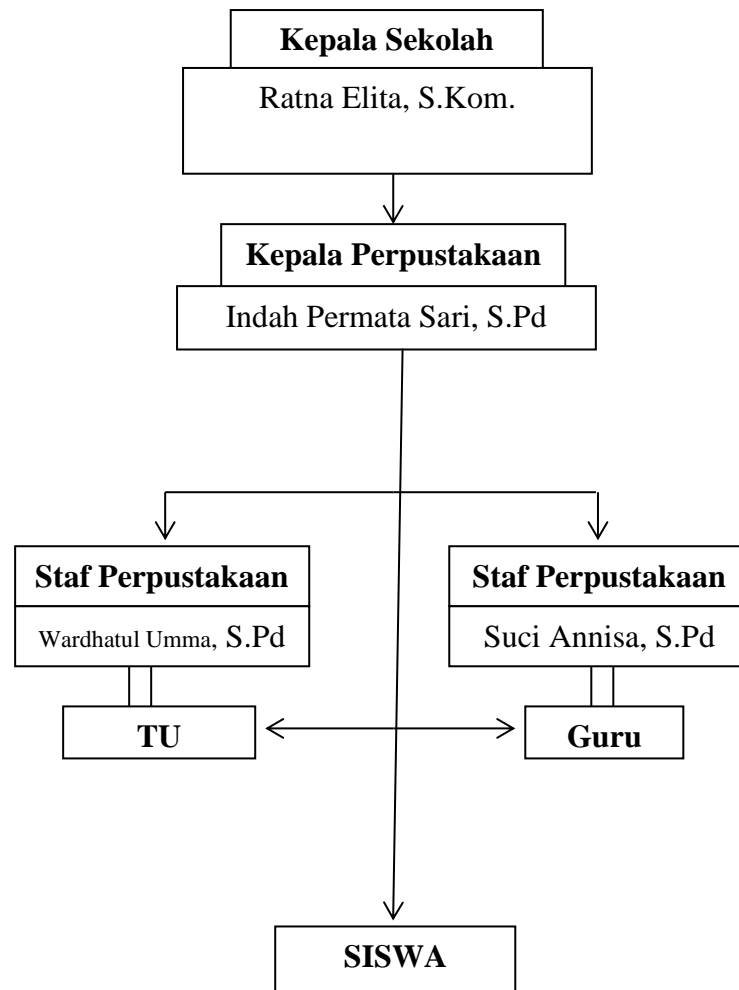 Kepala Sekolah
Ratna Elita, S.Kom.
Kepala Perpustakaan
Indah Permata Sari, S.Pd
Staf Perpustakaan
Wardhatul Umma, S.Pd
Staf Perpustakaan
Suci Annisa, S.Pd
TU
Guru
SISWA